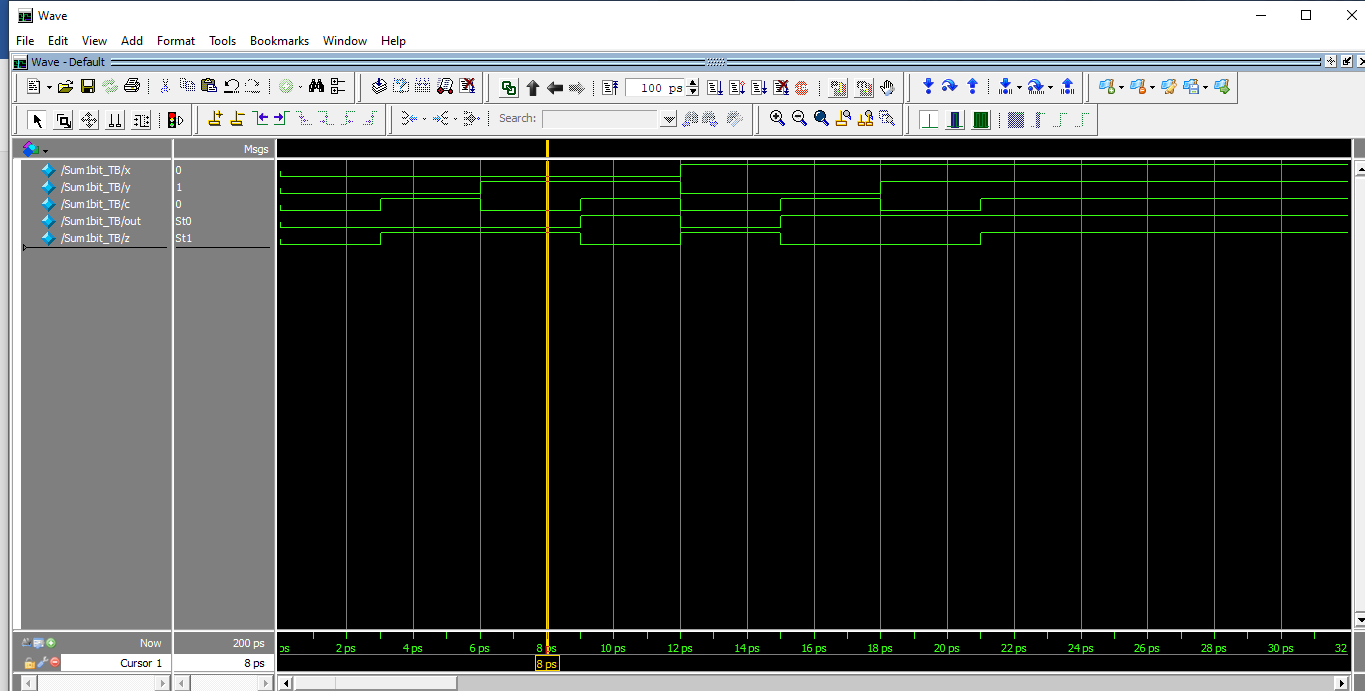 Wave
File Edit View Add Format Tools Bookmarks Window Help
Wave - Default
100 ps
Search:
Msgs
/Sum1bit_TB/x 0
/Sum1bit_TB/y 1
/Sum1bit_TB/c 0
/Sum1bit_TB/out St0
/Sum1bit_TB/z St1
Now 200 ps
ps 2 ps 4 ps 6 ps 8 ps 10 ps 12 ps 14 ps 16 ps 18 ps 20 ps 22 ps 24 ps 26 ps 28 ps 30 ps 32
Cursor 1 8 ps
8 ps